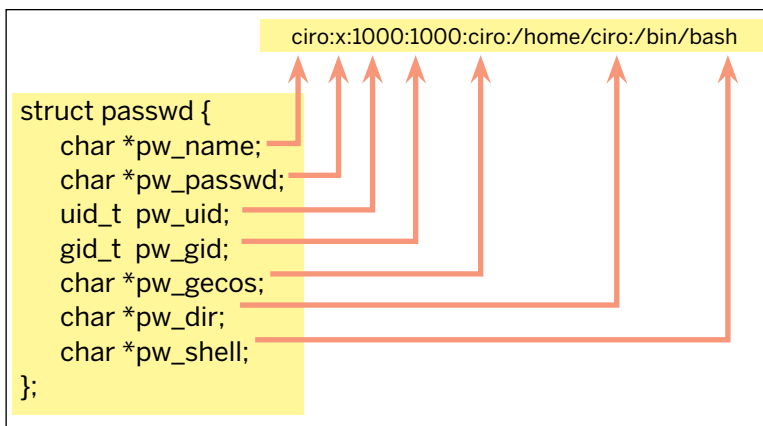 ciro:x:1000:1000:ciro:/home/ciro:/bin/bash
struct passwd {
char *pw_name;
char *pw_passwd;
uid_t pw_uid;
gid_t pw_gid;
char *pw_gecos;
char *pw_dir;
char *pw_shell;
};